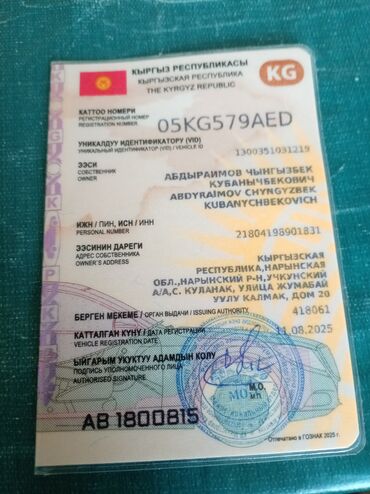 КЫРГЫЗ РЕСПУБЛИКАСЫ
КЫРГЫЗСКАЯ РЕСПУБЛИКА
THE KYRGYZ REPUBLIC
KG
КАТТОО НОМЕРИ
РЕГИСТРАЦИОННЫЙ НОМЕР
REGISTRATION NUMBER
05KG579AED
УНИКАЛДУУ ИДЕНТИФИКАТОРУ (VID)
УНИКАЛЬНЫЙ ИДЕНТИФИКАТОР (VID) / VEHICLE ID
1300351031219
ЭЭСИ
СОБСТВЕННИК
OWNER
АБДЫРАИМОВ ЧЫНГЫЗБЕК
КУБАНЫЧБЕКОВИЧ
ABDYRAIMOV CHYNGYZBEK
KUBANYCHBEKOVICH
ИЖН / ПИН, ИСН / ИНН
PERSONAL NUMBER
21804198901831
ЭЭСИНИН ДАРЕГИ
АДРЕС СОБСТВЕННИКА
OWNER'S ADDRESS
КЫРГЫЗСКАЯ
РЕСПУБЛИКА,НАРЫНСКАЯ
ОБЛ.,НАРЫНСКИЙ Р-Н,УЧКУНСКИЙ
А/А,С. КУЛАНАК, УЛИЦА ЖУМАБАЙ
УУЛУ КАЛМАК, ДОМ 20
БЕРГЕН МЕКЕМЕ / ОРГАН ВЫДАЧИ / ISSUING AUTHORITY,
418061
КАТТАЛГАН КҮНҮ / ДАТА РЕГИСТРАЦИИ
VEHICLE REGISTRATION DATE
11.08.2025
ЫЙГАРЫМ УКУКТУУ АДАМДЫН КОЛУ
ПОДПИСЬ УПОЛНОМОЧЕННОГО ЛИЦА
AUTHORISED SIGNATURE
М.О.
М.П.
МО
AB 1800815
Отпечатано в ГОЗНАК 2025 г.